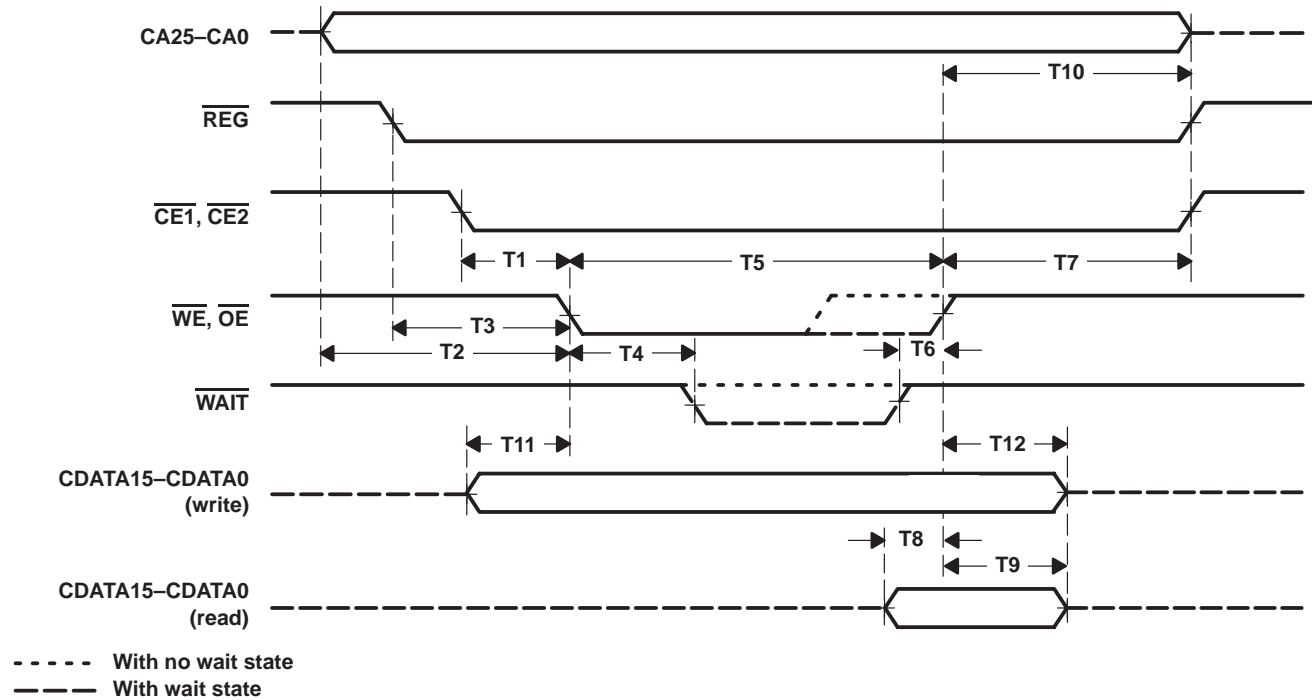 CA25–CA0
T10
REG
CE1, CE2
T1
T5
T7
WE, OE
T3
T2
T4
T6
WAIT
T11
T12
CDATA15–CDATA0
(write)
T8
T9
CDATA15–CDATA0
(read)
With no wait state
With wait state